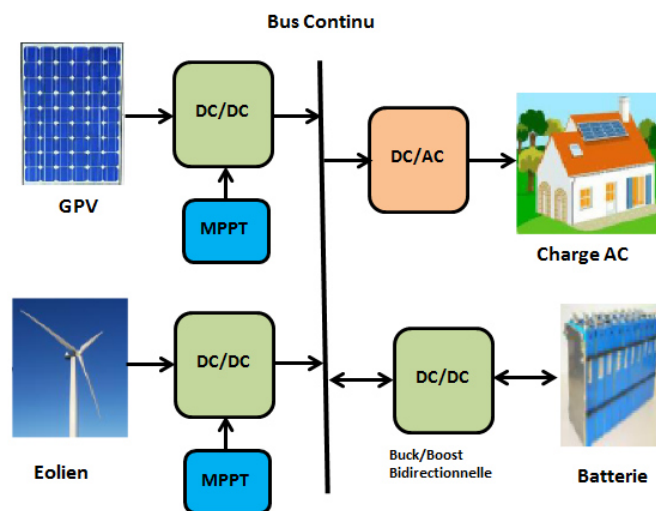 Bus Continu
DC/DC
DC/AC
GPV
MPPT
Charge AC
DC/DC
DC/DC
Buck/Boost
Bidirectionnelle
Eolien
MPPT
Batterie